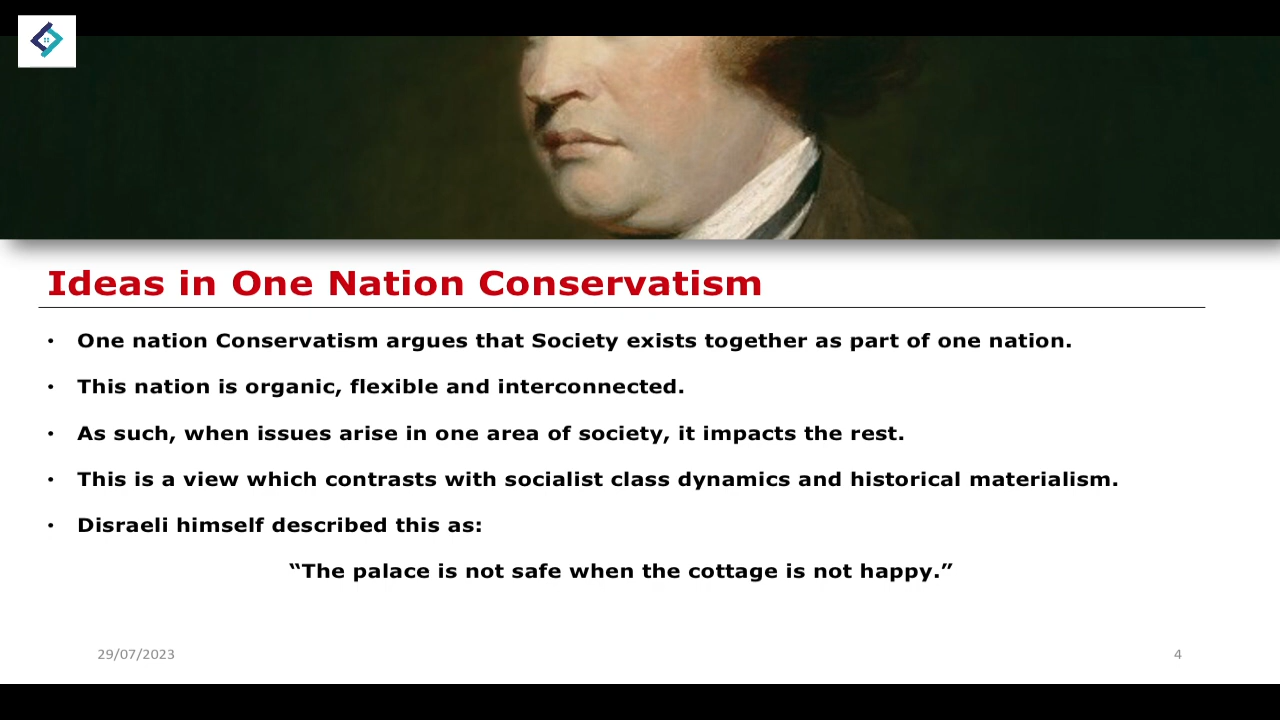 Ideas in One Nation Conservatism
• One nation Conservatism argues that Society exists together as part of one nation.
• This nation is organic, flexible and interconnected.
• As such, when issues arise in one area of society, it impacts the rest.
• This is a view which contrasts with socialist class dynamics and historical materialism.
• Disraeli himself described this as:
“The palace is not safe when the cottage is not happy.”
29/07/2023
4